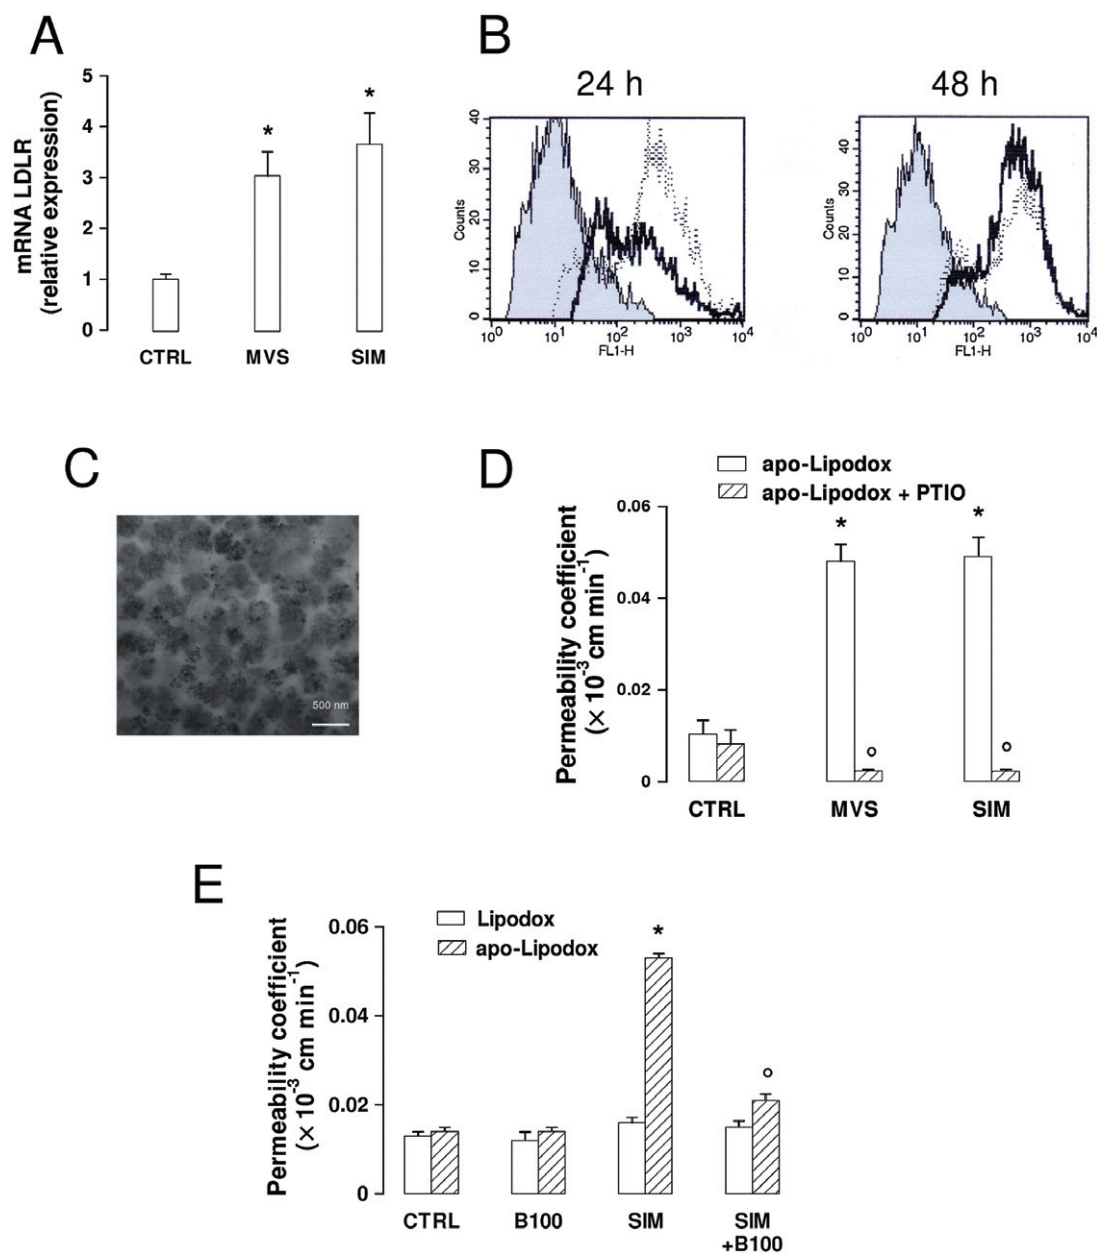 A
mRNA LDLR
(relative expression)
5
4
3
2
1
0
*
*
CTRL MVS SIM
B
24 h 48 h
Counts
40
30
20
10
0
10⁰ 10¹ 10² 10³ 10⁴
FL1-H
Counts
40
30
20
10
0
10⁰ 10¹ 10² 10³ 10⁴
FL1-H
C
500 nm
D
apo-Lipodox
apo-Lipodox + PTIO
Permeability coefficient
(× 10⁻³ cm min⁻¹)
0.06
0.04
0.02
0
*
*
CTRL MVS SIM
E
Lipodox
apo-Lipodox
Permeability coefficient
(× 10⁻³ cm min⁻¹)
0.06
0.04
0.02
0
*
CTRL B100 SIM SIM
+B100